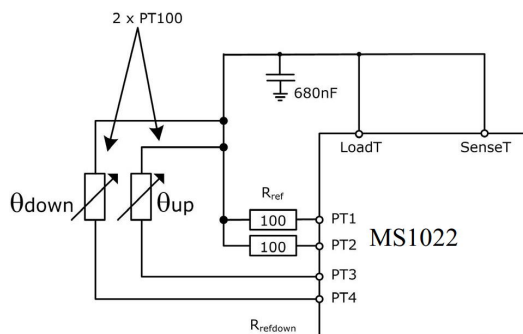 2 x PT100
680nF
LoadT
SenseT
θdown
θup
Rref
100
PT1
100
PT2
MS1022
PT3
PT4
Rrefdown